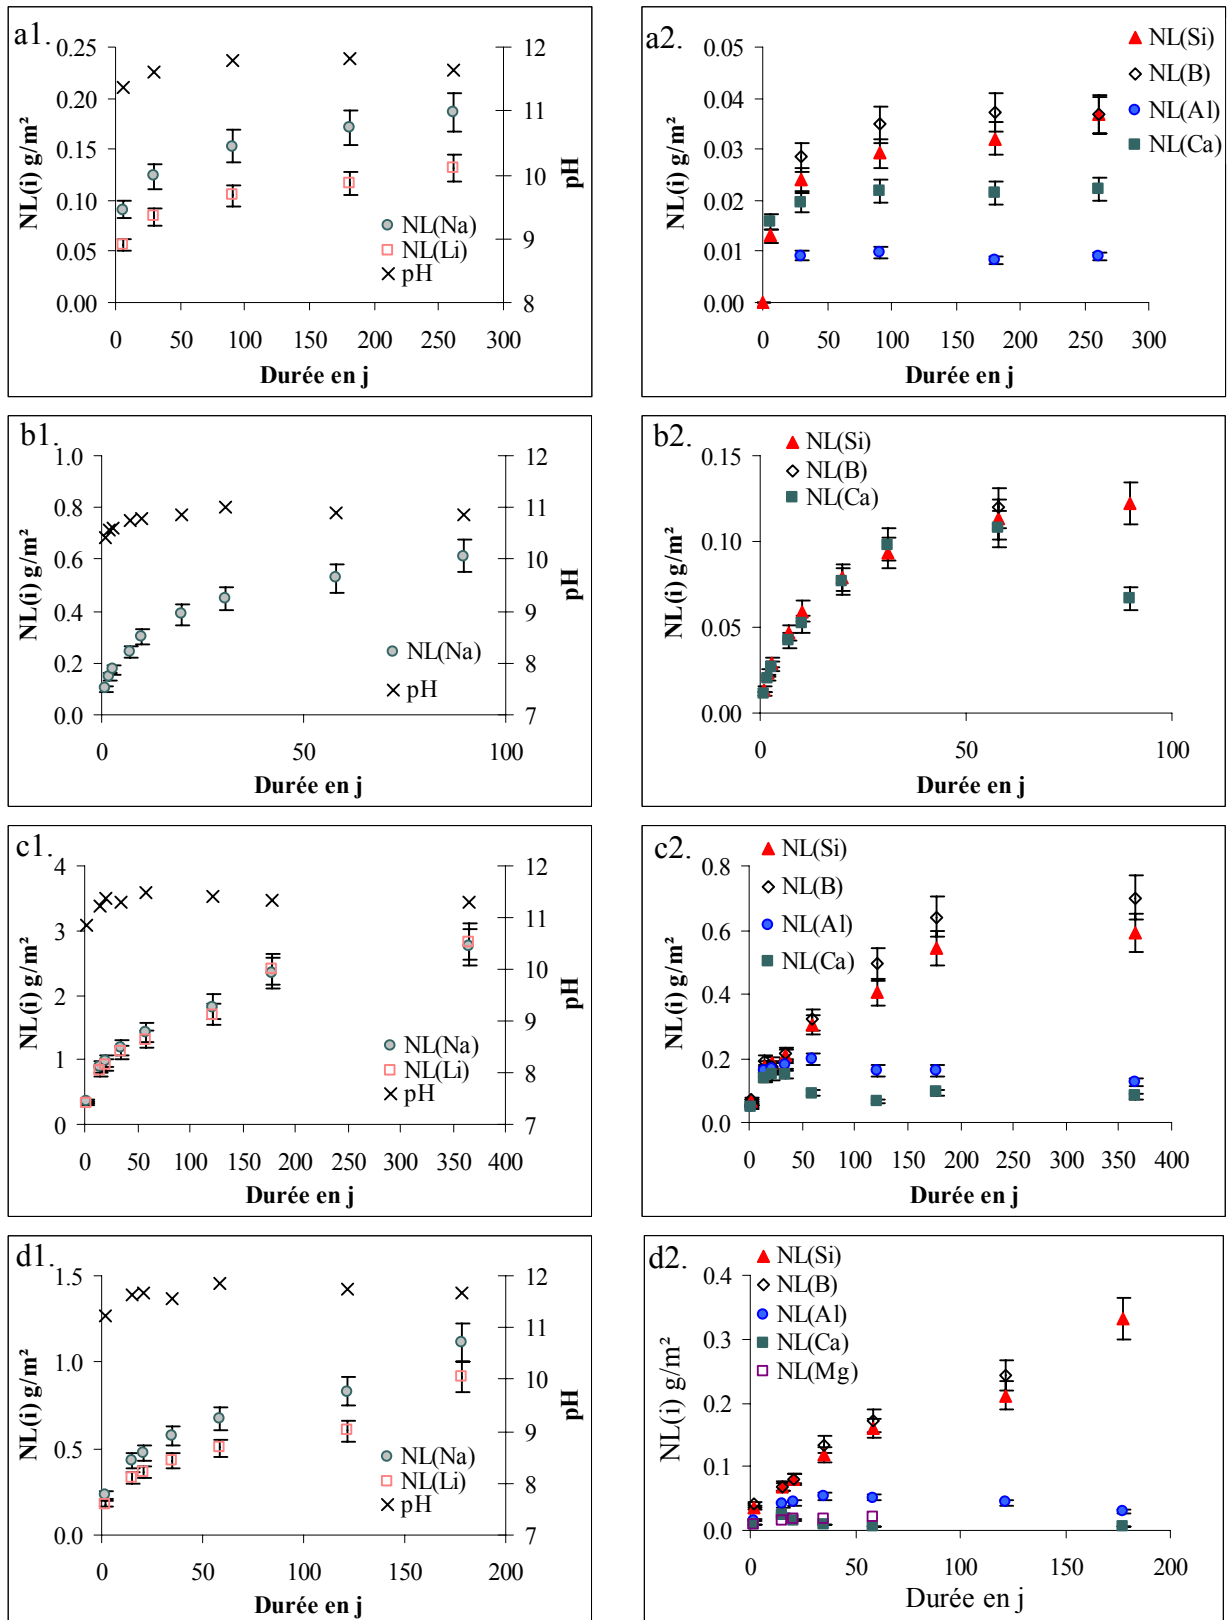 a1.
0.25
0.20
0.15
0.10
0.05
0.00
NL(i) g/m²
12
11
10
9
8
pH
NL(Na)
NL(Li)
pH
0 50 100 150 200 250 300
Durée en j
a2.
NL(Si)
NL(B)
NL(Al)
NL(Ca)
0.05
0.04
0.03
0.02
0.01
0.00
NL(i) g/m²
0 50 100 150 200 250 300
Durée en j
b1.
1.0
0.8
0.6
0.4
0.2
0.0
NL(i) g/m²
12
11
10
9
8
7
pH
NL(Na)
pH
0 50 100
Durée en j
b2.
NL(Si)
NL(B)
NL(Ca)
0.15
0.10
0.05
0.00
NL(i) g/m²
0 50 100
Durée en j
c1.
4
3
2
1
0
NL(i) g/m²
12
11
10
9
8
7
pH
NL(Na)
NL(Li)
pH
0 50 100 150 200 250 300 350 400
Durée en j
c2.
NL(Si)
NL(B)
NL(Al)
NL(Ca)
0.8
0.6
0.4
0.2
0.0
NL(i) g/m²
0 50 100 150 200 250 300 350 400
Durée en j
d1.
1.5
1.0
0.5
0.0
NL(i) g/m²
12
11
10
9
8
7
pH
NL(Na)
NL(Li)
pH
0 50 100 150 200
Durée en j
d2.
NL(Si)
NL(B)
NL(Al)
NL(Ca)
NL(Mg)
0.4
0.3
0.2
0.1
0.0
NL(i) g/m²
0 50 100 150 200
Durée en j